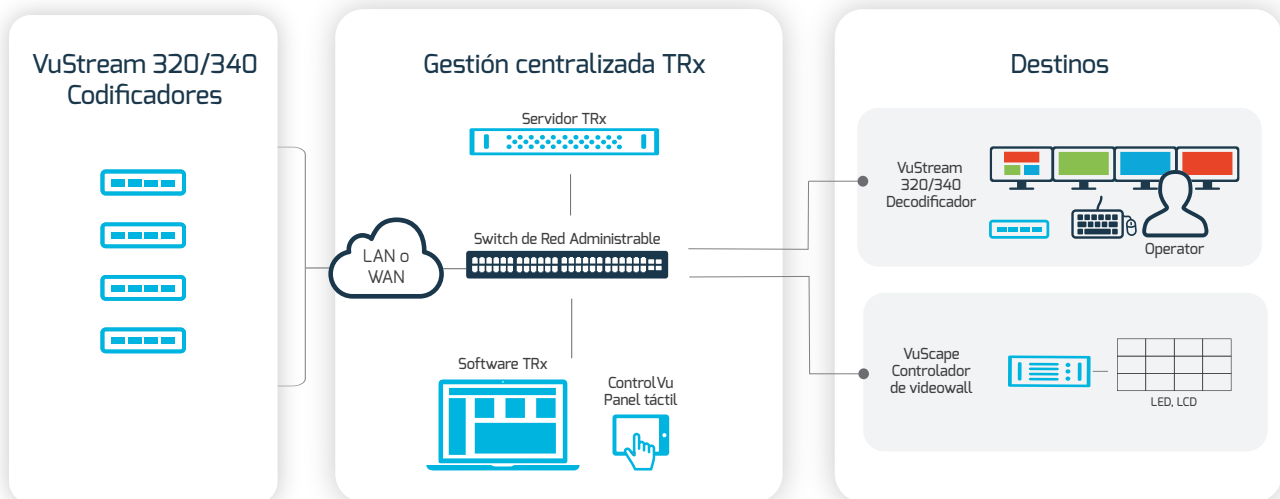 VuStream 320/340
Codificadores
Gestión centralizada TRx
Servidor TRx
LAN o
WAN
Switch de Red Administrable
Software TRx
ControlVu
Panel táctil
Destinos
VuStream
320/340
Decodificador
Operator
VuScape
Controlador
de videowall
LED, LCD